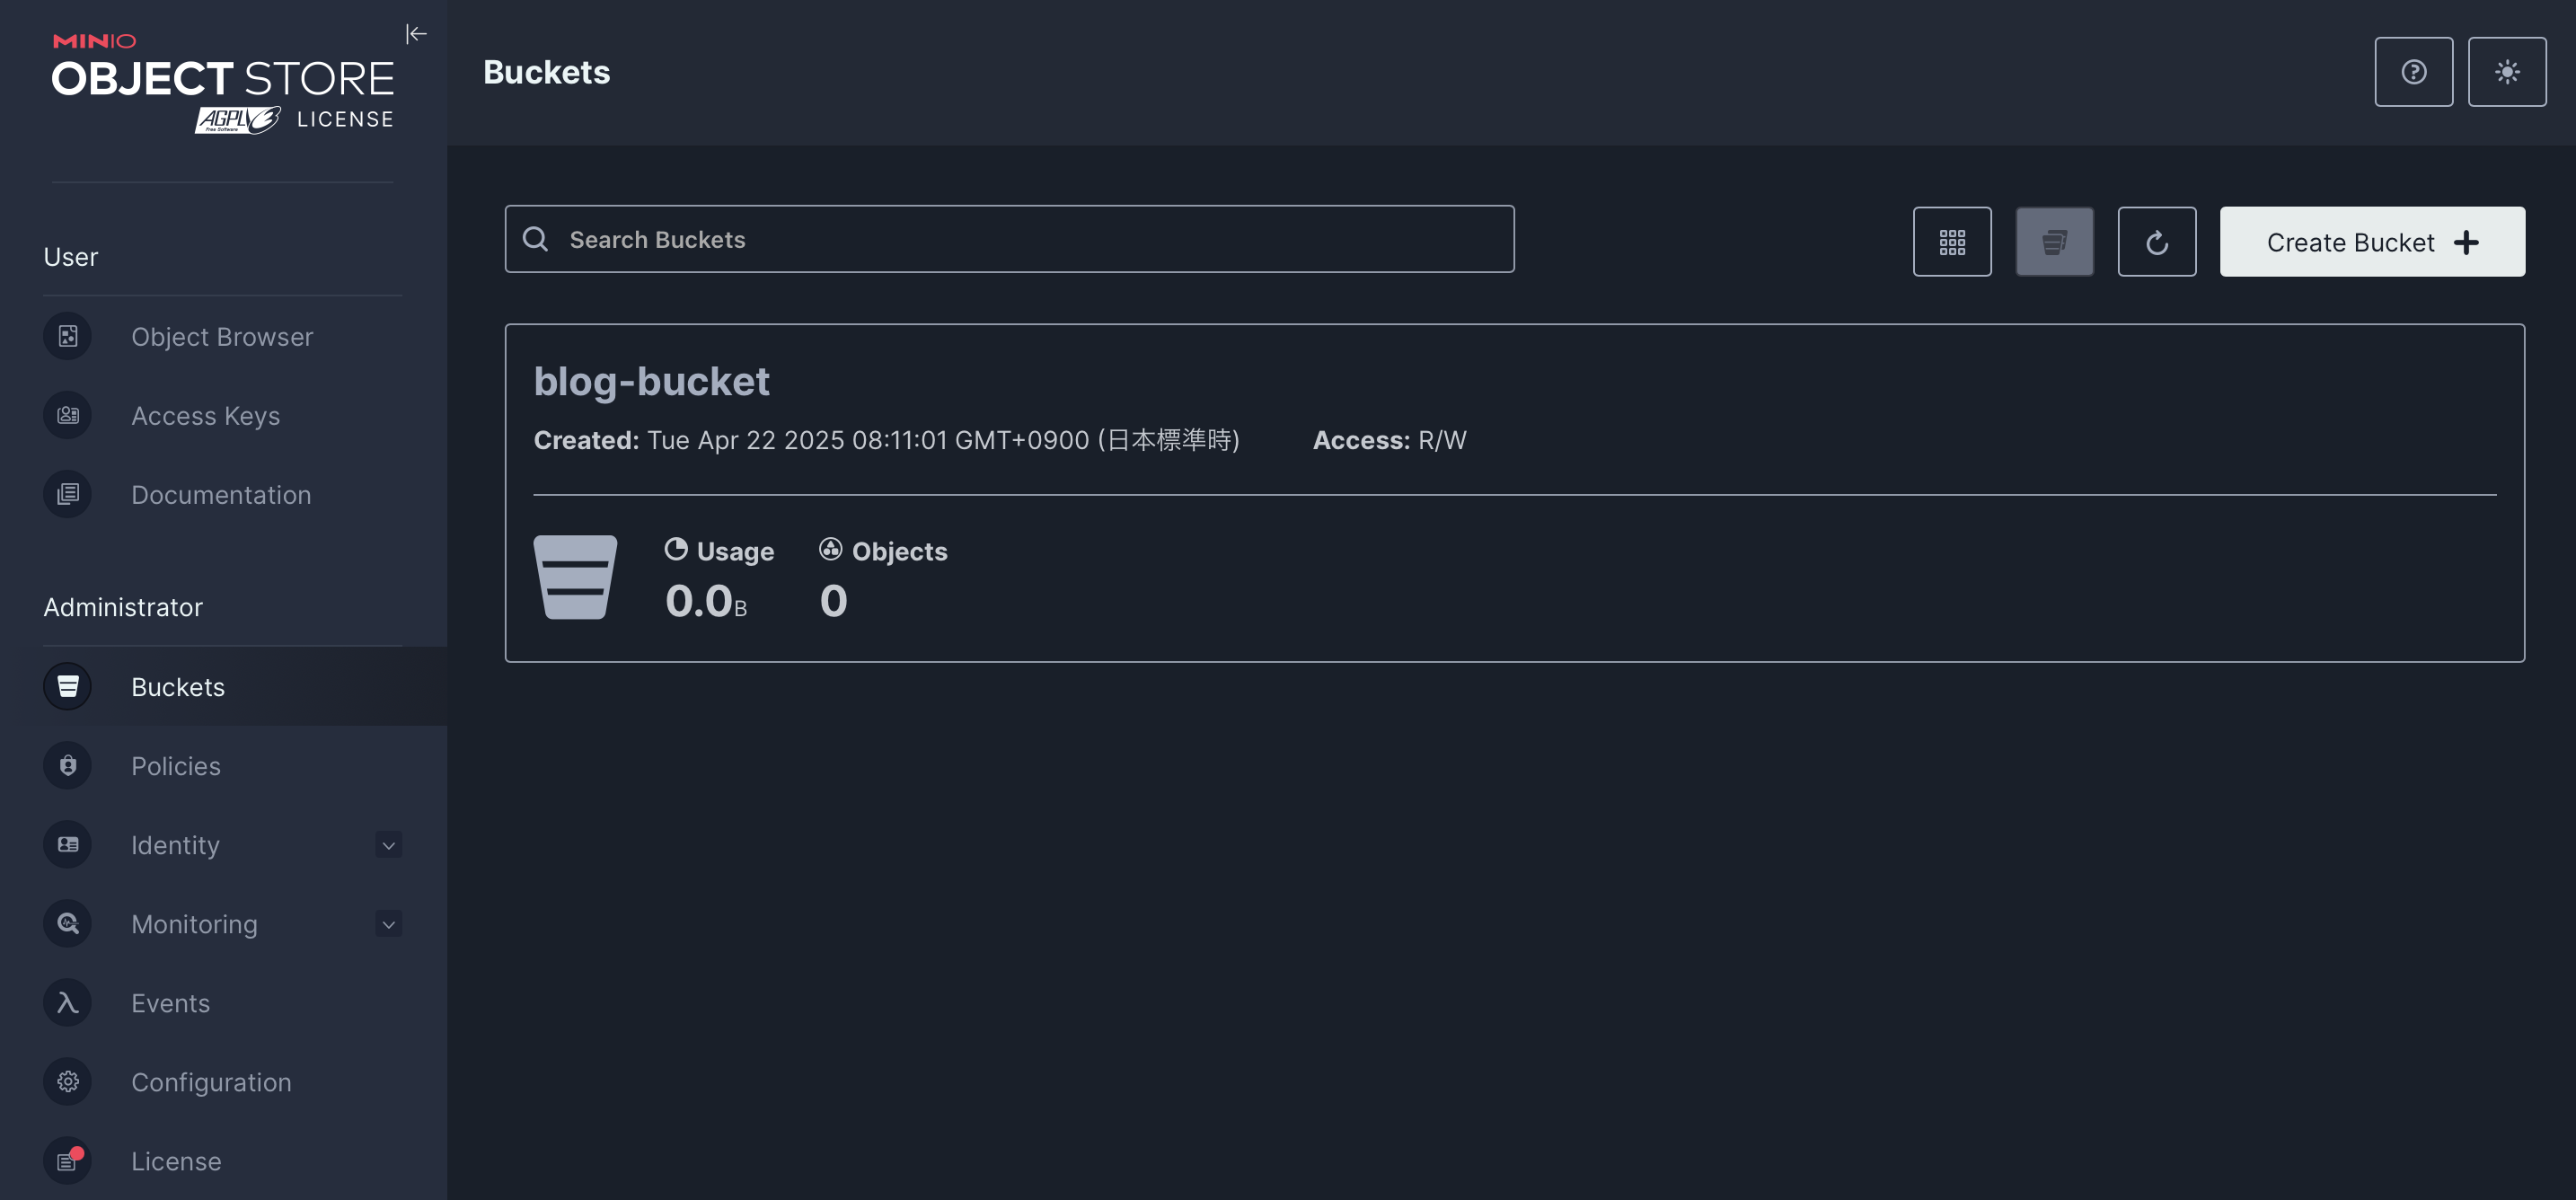 MINIO
OBJECT STORE
AGPLv3 LICENSE
Free Software
User
Object Browser
Access Keys
Documentation
Administrator
Buckets
Policies
Identity
Monitoring
Events
Configuration
License
Buckets
Search Buckets
Create Bucket
blog-bucket
Created: Tue Apr 22 2025 08:11:01 GMT+0900 (日本標準時) Access: R/W
Usage Objects
0.0B 0